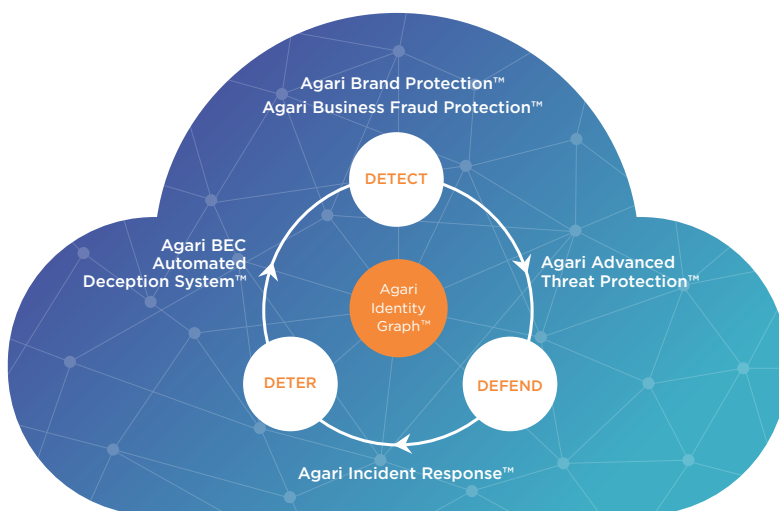 Agari Brand Protection™
Agari Business Fraud Protection™
DETECT
Agari BEC
Automated
Deception System™
Agari Advanced
Threat Protection™
Agari
Identity
Graph™
DETER
DEFEND
Agari Incident Response™